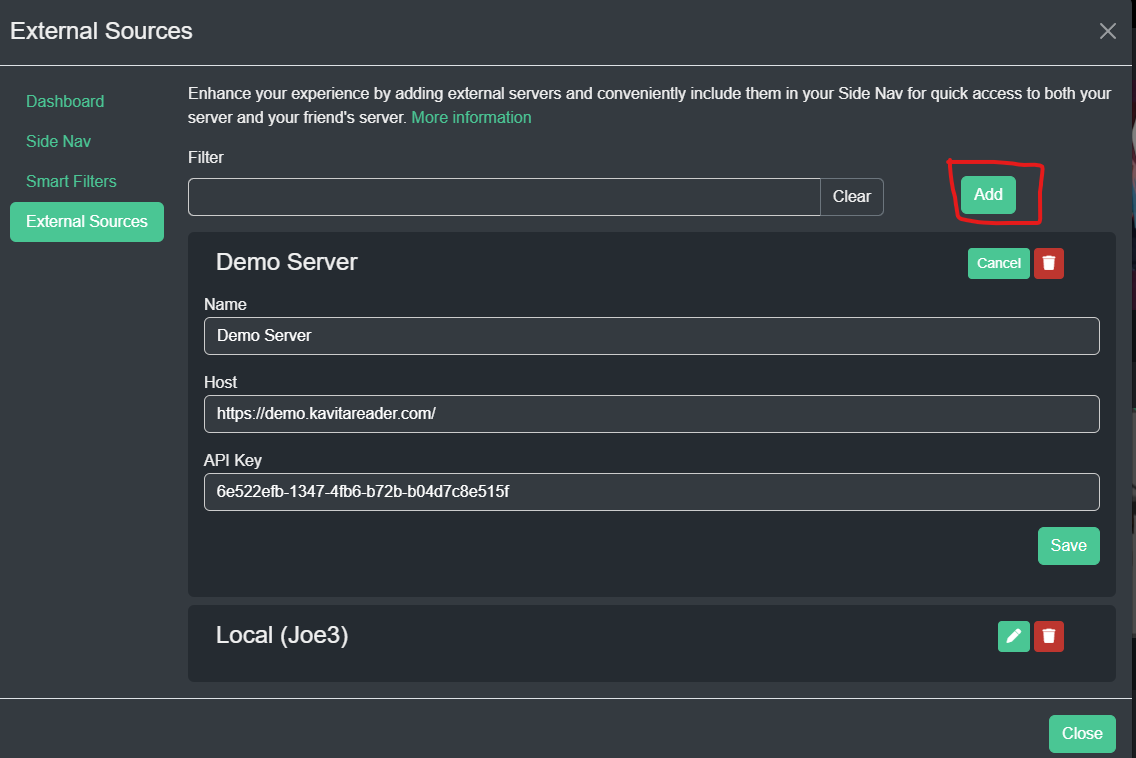 External Sources
Dashboard
Side Nav
Smart Filters
External Sources
Enhance your experience by adding external servers and conveniently include them in your Side Nav for quick access to both your
server and your friend's server. More information
Filter
Clear
Add
Demo Server
Cancel
Name
Demo Server
Host
https://demo.kavitareader.com/
API Key
6e522efb-1347-4fb6-b72b-b04d7c8e515f
Save
Local (Joe3)
Close